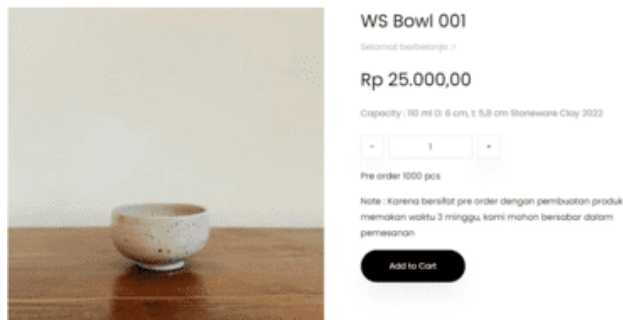 WS Bowl 001
Selamat berbelanja :>
Rp 25.000,00
Capacity : 110 ml D: 6 cm, t: 5,8 cm Stoneware Clay 2022
- 1 +
Pre order 1000 pcs
Note : Karena bersifat pre order dengan pembuatan produk
memakan waktu 3 minggu, kami mohon bersabar dalam
pemesanan
Add to Cart